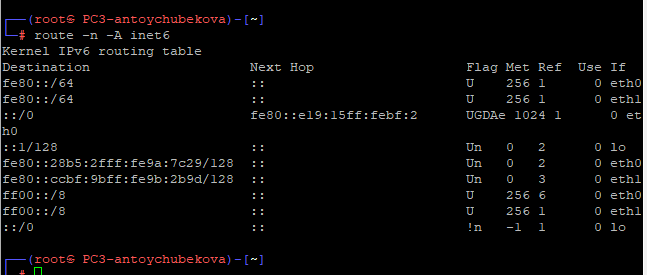 ┌──(root㉿ PC3-antoychubekova)-[~]
└─# route -n -A inet6
Kernel IPv6 routing table
Destination                    Next Hop                   Flag Met Ref  Use If
fe80::/64                      ::                         U    256 1      0 eth0
fe80::/64                      ::                         U    256 1      0 eth1
::/0                           fe80::e19:15ff:febf:2      UGDAe 1024 1      0 et
h0
::1/128                        ::                         Un   0   2      0 lo
fe80::28b5:2fff:fe9a:7c29/128  ::                         Un   0   2      0 eth0
fe80::ccbf:9bff:fe9b:2b9d/128  ::                         Un   0   3      0 eth1
ff00::/8                       ::                         U    256 6      0 eth0
ff00::/8                       ::                         U    256 1      0 eth1
::/0                           ::                         !n   -1  1      0 lo
┌──(root㉿ PC3-antoychubekova)-[~]
└─#